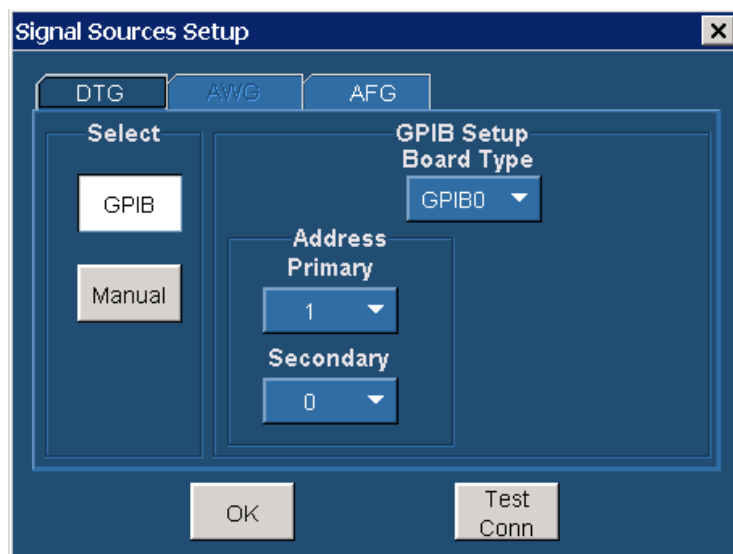 Signal Sources Setup
DTG
AWG
AFG
Select
GPIB
Manual
GPIB Setup
Board Type
GPIB0
Address
Primary
1
Secondary
0
OK
Test
Conn